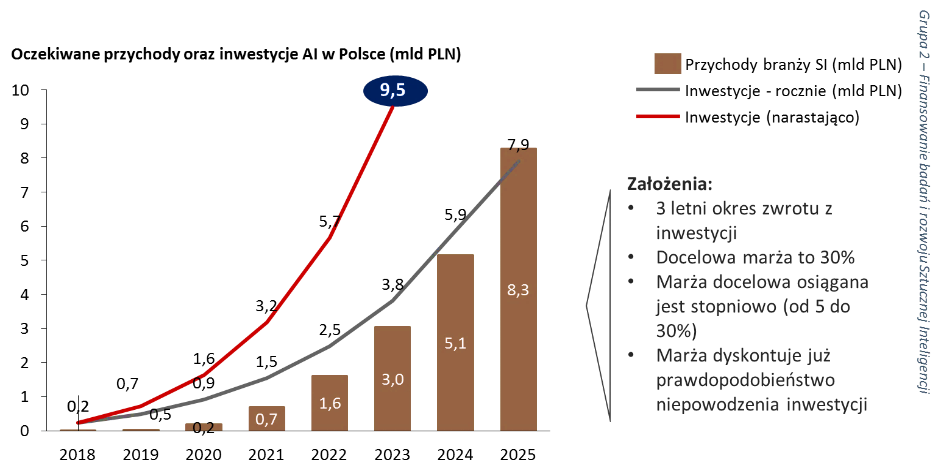 Oczekiwane przychody oraz inwestycje AI w Polsce (mld PLN)
10
9
8
7
6
5
4
3
2
1
0
2018
2019
2020
2021
2022
2023
2024
2025
0,2
0,7
1,6
3,2
5,7
9,5
0,5
0,9
1,5
2,5
3,8
5,9
7,9
0,2
0,7
1,6
3,0
5,1
8,3
Przychody branży SI (mld PLN)
Inwestycje - rocznie (mld PLN)
Inwestycje (narastająco)
Założenia:
• 3 letni okres zwrotu z
inwestycji
• Docelowa marża to 30%
• Marża docelowa osiągana
jest stopniowo (od 5 do
30%)
• Marża dyskontuje już
prawdopodobieństwo
niepowodzenia inwestycji
Grupa 2 – Finansowanie badań i rozwoju Sztucznej Inteligencji